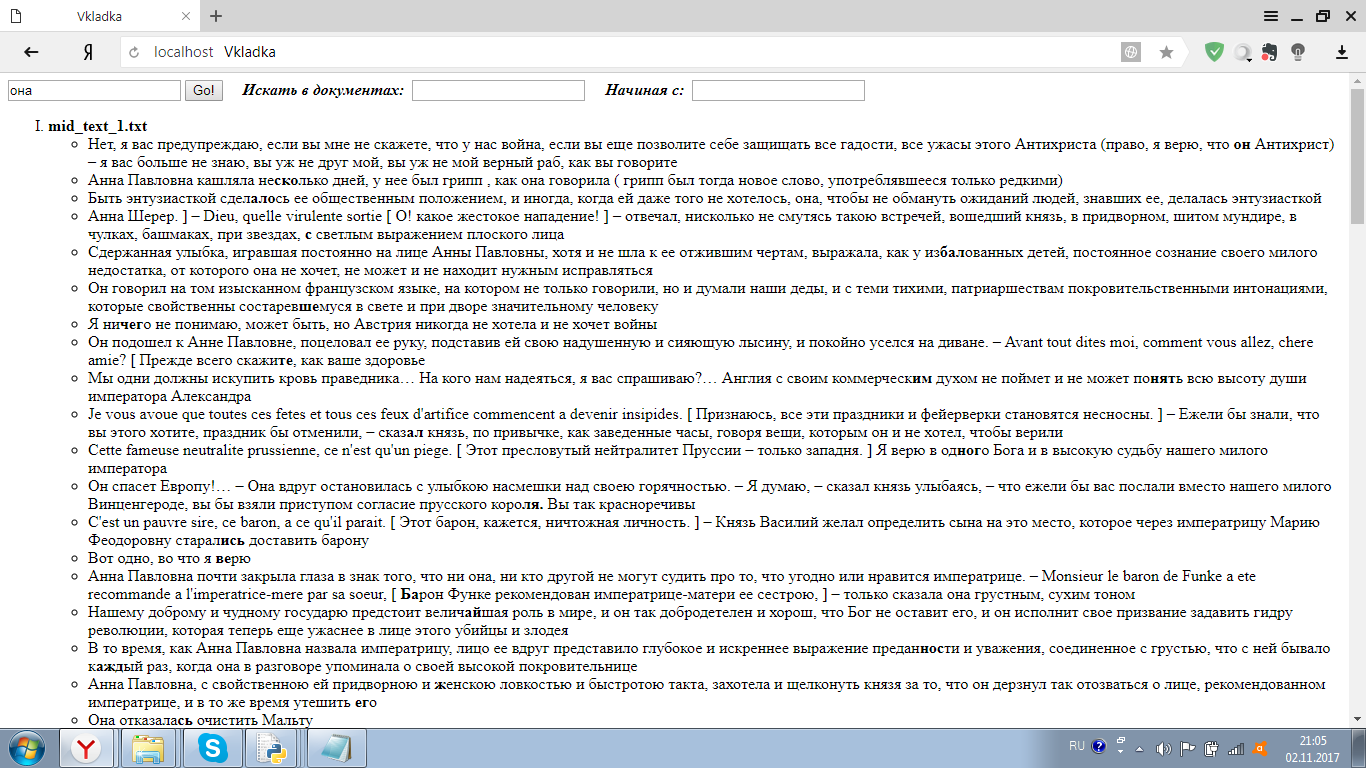 Vkladka
localhost Vkladka
она Go! Искать в документах: Начиная с:
I. mid_text_1.txt
Нет, я вас предупреждаю, если вы мне не скажете, что у нас война, если вы еще позволите себе защищать все гадости, все ужасы этого Антихриста (право, я верю, что он Антихрист)
– я вас больше не знаю, вы уж не друг мой, вы уж не мой верный раб, как вы говорите
Анна Павловна кашляла несколько дней, у нее был грипп , как она говорила ( грипп был тогда новое слово, употреблявшееся только редкими)
Быть энтузиасткой сделалось ее общественным положением, и иногда, когда ей даже того не хотелось, она, чтобы не обмануть ожиданий людей, знавших ее, делалась энтузиасткой
Анна Шерер. ] – Dieu, quelle virulente sortie [ О! какое жестокое нападение! ] – отвечал, нисколько не смутясь такою встречей, вошедший князь, в придворном, шитом мундире, в
чулках, башмаках, при звездах, с светлым выражением плоского лица
Сдержанная улыбка, игравшая постоянно на лице Анны Павловны, хотя и не шла к ее отжившим чертам, выражала, как у избалованных детей, постоянное сознание своего милого
недостатка, от которого она не хочет, не может и не находит нужным исправляться
Он говорил на том изысканном французском языке, на котором не только говорили, но и думали наши деды, и с теми тихими, патриаршествам покровительственными интонациями,
которые свойственны состаревшемуся в свете и при дворе значительному человеку
Я ничего не понимаю, может быть, но Австрия никогда не хотела и не хочет войны
Он подошел к Анне Павловне, поцеловал ее руку, подставив ей свою надушенную и сияющую лысину, и покойно уселся на диване. – Avant tout dites moi, comment vous allez, chere
amie? [ Прежде всего скажите, как ваше здоровье
Мы одни должны искупить кровь праведника… На кого нам надеяться, я вас спрашиваю?… Англия с своим коммерческим духом не поймет и не может понять всю высоту души
императора Александра
Je vous avoue que toutes ces fetes et tous ces feux d'artifice commencent a devenir insipides. [ Признаюсь, все эти праздники и фейерверки становятся несносны. ] – Ежели бы знали, что
вы этого хотите, праздник бы отменили, – сказал князь, по привычке, как заведенные часы, говоря вещи, которым он и не хотел, чтобы верили
Cette fameuse neutralite prussienne, ce n'est qu'un piege. [ Этот пресловутый нейтралитет Пруссии – только западня. ] Я верю в одного Бога и в высокую судьбу нашего милого
императора
Он спасет Европу!… – Она вдруг остановилась с улыбкою насмешки над своею горячностью. – Я думаю, – сказал князь улыбаясь, – что ежели бы вас послали вместо нашего милого
Винценгероде, вы бы взяли приступом согласие прусского короля. Вы так красноречивы
C'est un pauvre sire, ce baron, a ce qu'il parait. [ Этот барон, кажется, ничтожная личность. ] – Князь Василий желал определить сына на это место, которое через императрицу Марию
Феодоровну старались доставить барону
Вот одно, во что я верю
Анна Павловна почти закрыла глаза в знак того, что ни она, ни кто другой не могут судить про то, что угодно или нравится императрице. – Monsieur le baron de Funke a ete
recommande a l'imperatrice-mere par sa soeur, [ Барон Функе рекомендован императрице-матери ее сестрою, ] – только сказала она грустным, сухим тоном
Нашему доброму и чудному государю предстоит величайшая роль в мире, и он так добродетелен и хорош, что Бог не оставит его, и он исполнит свое призвание задавить гидру
революции, которая теперь еще ужаснее в лице этого убийцы и злодея
В то время, как Анна Павловна назвала императрицу, лицо ее вдруг представило глубокое и искреннее выражение преданности и уважения, соединенное с грустью, что с ней бывало
каждый раз, когда она в разговоре упоминала о своей высокой покровительнице
Анна Павловна, с свойственною ей придворною и женскою ловкостью и быстротою такта, захотела и щелконуть князя за то, что он дерзнул так отозваться о лице, рекомендованном
императрице, и в то же время утешить его
Она отказалась очистить Мальту
RU 21:05
02.11.2017